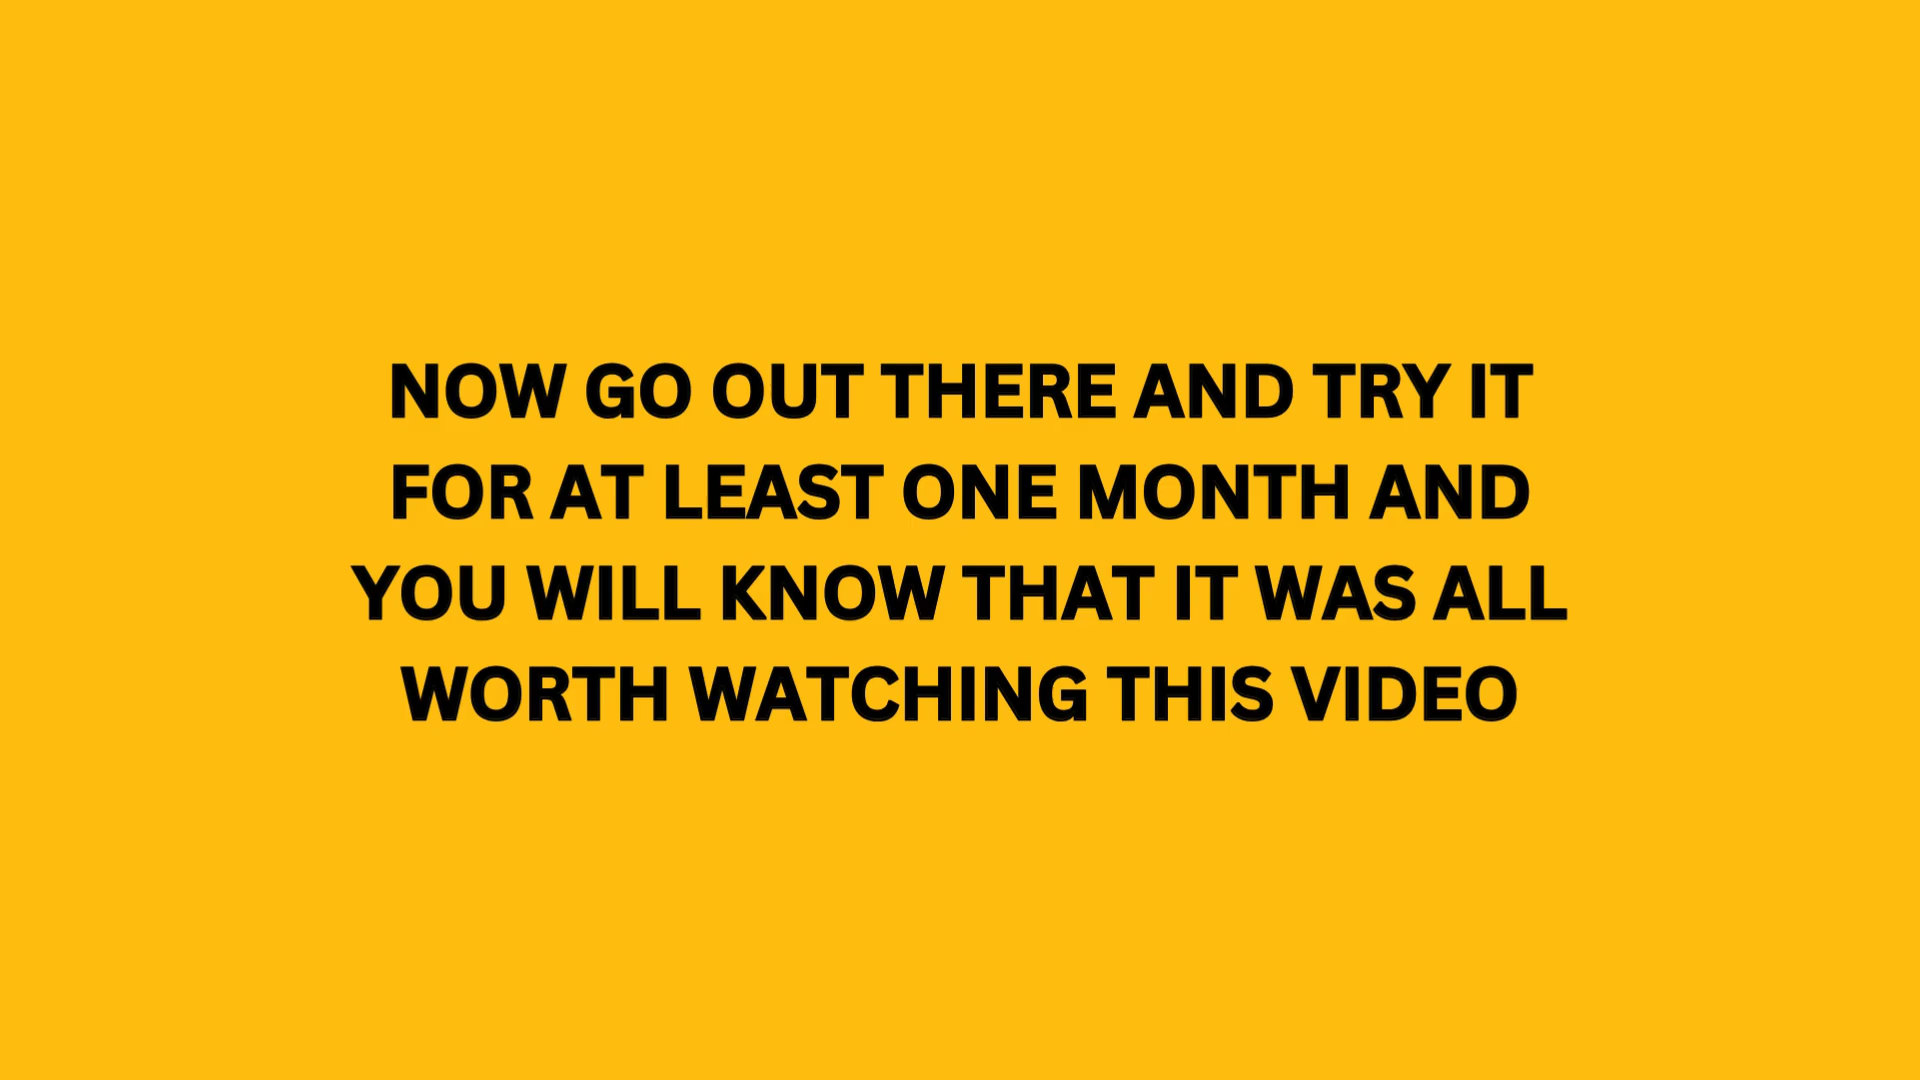 NOW GO OUT THERE AND TRY IT
FOR AT LEAST ONE MONTH AND
YOU WILL KNOW THAT IT WAS ALL
WORTH WATCHING THIS VIDEO